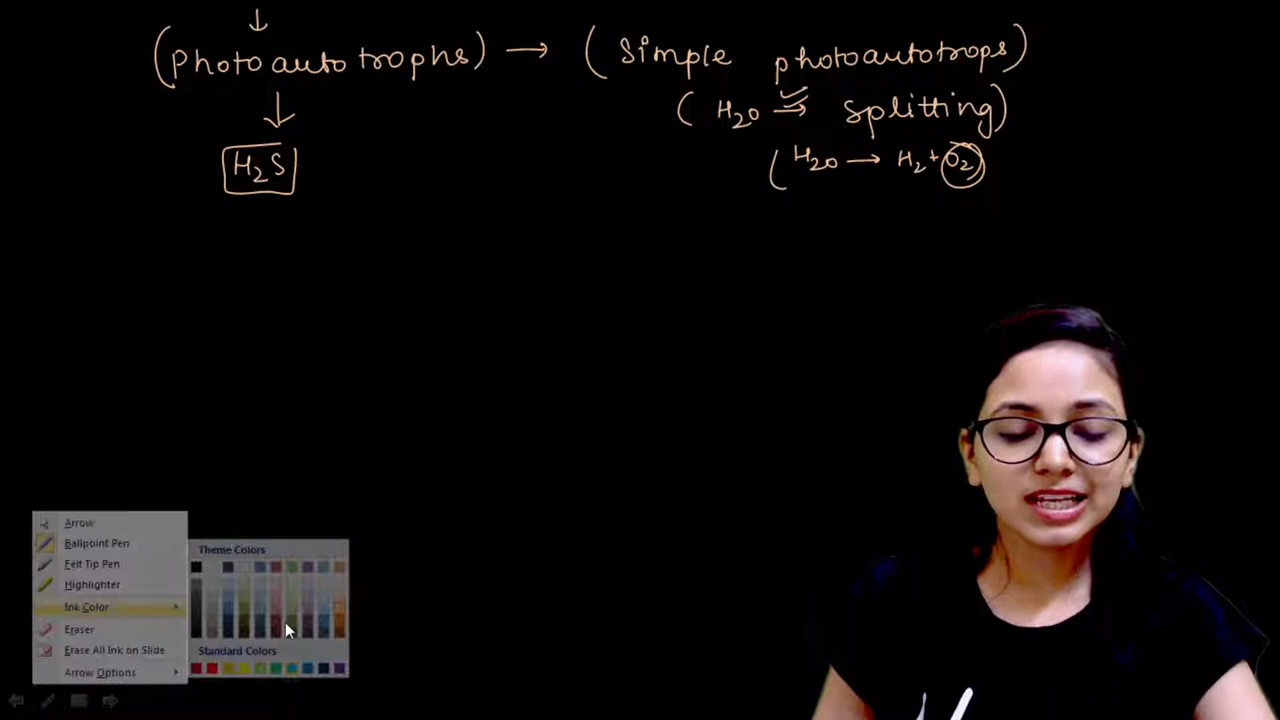 (photoautotrophs) → (Simple photoautotrops)
(H2O → splitting)
(H2O → H2 + O2)
↓
H2S
Arrow
Ballpoint Pen
Felt Tip Pen
Highlighter
Ink Color
Eraser
Erase All Ink on Slide
Arrow Options
Theme Colors
Standard Colors